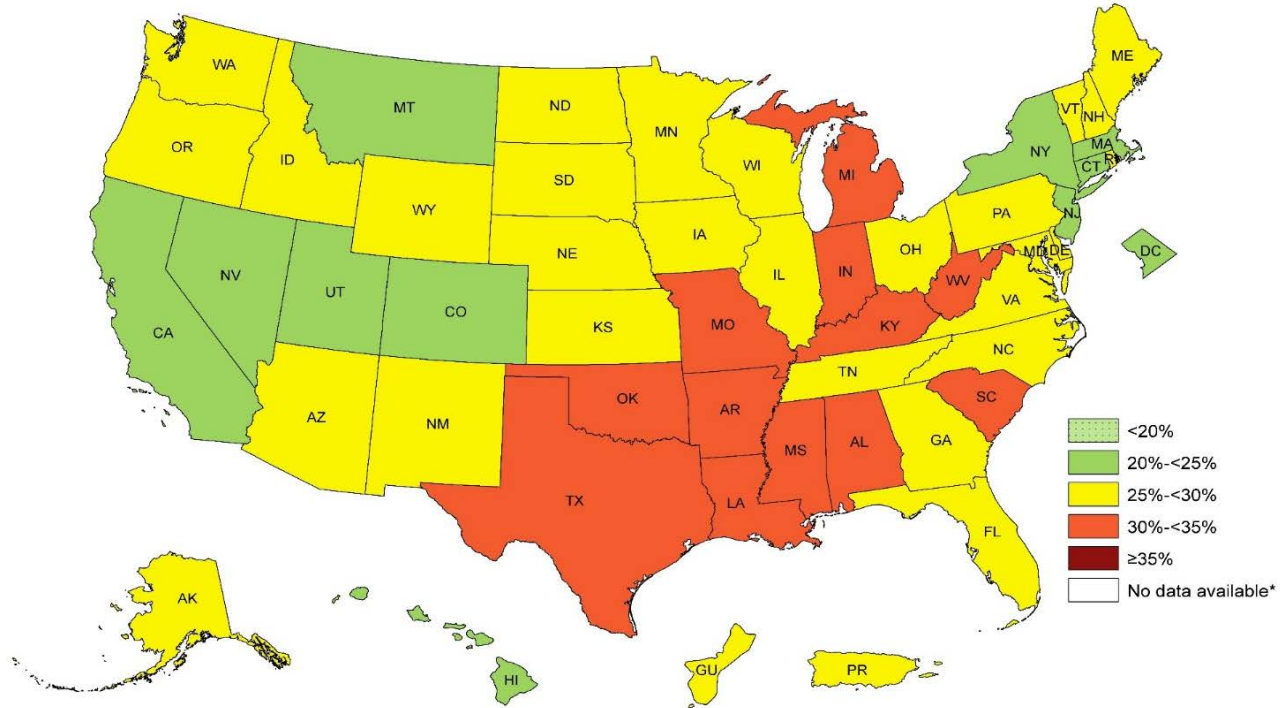 WA
MT
ND
MN
ME
VT
NH
OR
ID
WY
SD
WI
MI
NY
MA
CT
R
NE
IA
PA
NJ
NV
UT
CO
KS
IL
IN
OH
MD
DE
DC
CA
MO
KY
WV
VA
AZ
NM
OK
AR
TN
NC
TX
LA
MS
AL
GA
SC
FL
AK
HI
GU
PR
<20%
20%-<25%
25%-<30%
30%-<35%
≥35%
No data available*